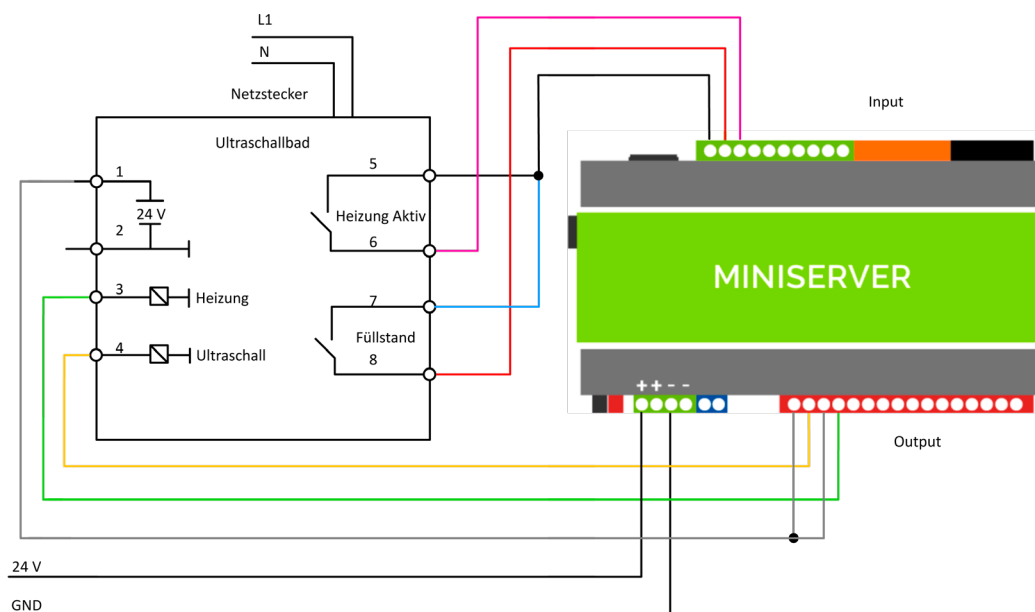 L1
N
Netzstecker
Input
Ultraschallbad
1
5
24 V
Heizung Aktiv
2
6
MINISERVER
3
Heizung
7
Füllstand
4
Ultraschall
8
++--
Output
24 V
GND